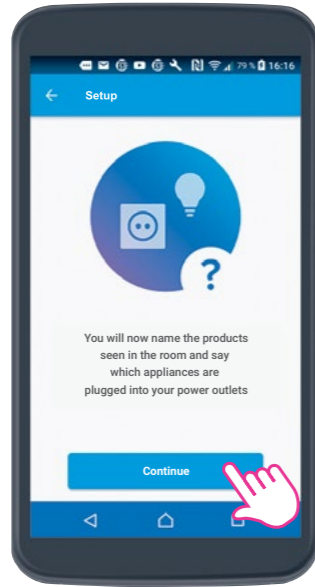 79 % 16:16
Setup
?
You will now name the products
seen in the room and say
which appliances are
plugged into your power outlets
Continue